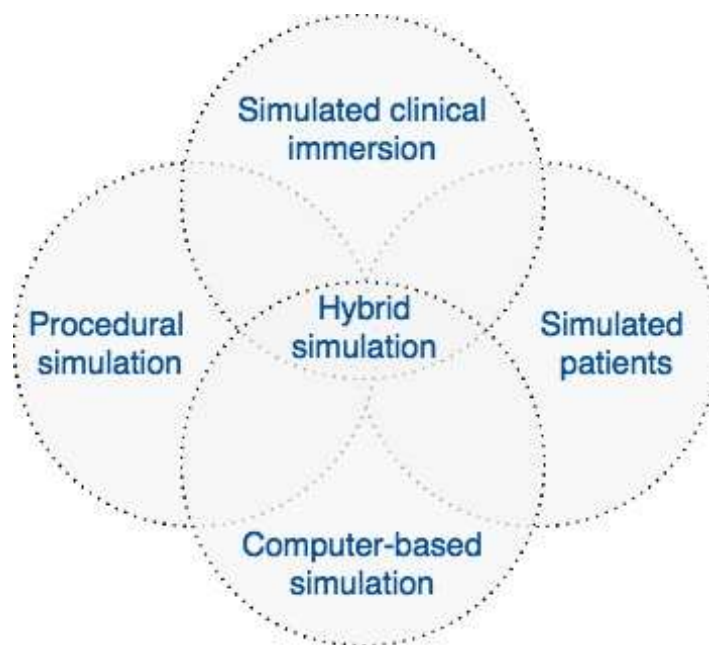 Simulated clinical
immersion
Procedural
simulation
Hybrid
simulation
Simulated
patients
Computer-based
simulation